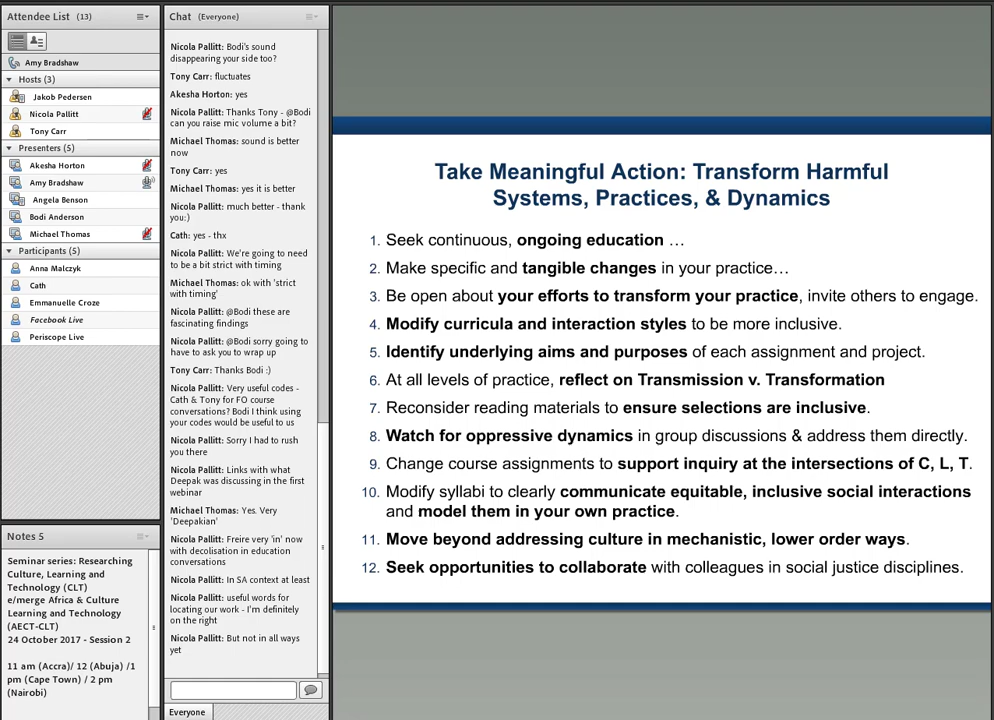 Attendee List (13)
Amy Bradshaw
Hosts (3)
Jakob Pedersen
Nicola Pallitt
Tony Carr
Presenters (5)
Akesha Horton
Amy Bradshaw
Angela Benson
Bodi Anderson
Michael Thomas
Participants (5)
Anna Malczyk
Cath
Emmanuelle Croze
Facebook Live
Periscope Live
Notes 5
Seminar series: Researching
Culture, Learning and
Technology (CLT)
e/merge Africa & Culture
Learning and Technology
(AECT-CLT)
24 October 2017 - Session 2
11 am (Accra)/ 12 (Abuja) /1
pm (Cape Town) / 2 pm
(Nairobi)
Chat (Everyone)
Nicola Pallitt: Bodi's sound
disappearing your side too?
Tony Carr: fluctuates
Akesha Horton: yes
Nicola Pallitt: Thanks Tony - @Bodi
can you raise mic volume a bit?
Michael Thomas: sound is better
now
Tony Carr: yes
Michael Thomas: yes it is better
Nicola Pallitt: much better - thank
you:)
Cath: yes - thx
Nicola Pallitt: We're going to need
to be a bit strict with timing
Michael Thomas: ok with 'strict
with timing'
Nicola Pallitt: @Bodi these are
fascinating findings
Nicola Pallitt: @Bodi sorry going to
have to ask you to wrap up
Tony Carr: Thanks Bodi :)
Nicola Pallitt: Very useful codes -
Cath & Tony for FO course
conversations? Bodi I think using
your codes would be useful to us
Nicola Pallitt: Sorry I had to rush
you there
Nicola Pallitt: Links with what
Deepak was discussing in the first
webinar
Michael Thomas: Yes. Very
'Deepakian'
Nicola Pallitt: Freire very 'in' now
with decolisation in education
conversations
Nicola Pallitt: In SA context at least
Nicola Pallitt: useful words for
locating our work - I'm definitely
on the right
Nicola Pallitt: But not in all ways
yet
Everyone
Take Meaningful Action: Transform Harmful
Systems, Practices, & Dynamics
1. Seek continuous, ongoing education …
2. Make specific and tangible changes in your practice…
3. Be open about your efforts to transform your practice, invite others to engage.
4. Modify curricula and interaction styles to be more inclusive.
5. Identify underlying aims and purposes of each assignment and project.
6. At all levels of practice, reflect on Transmission v. Transformation
7. Reconsider reading materials to ensure selections are inclusive.
8. Watch for oppressive dynamics in group discussions & address them directly.
9. Change course assignments to support inquiry at the intersections of C, L, T.
10. Modify syllabi to clearly communicate equitable, inclusive social interactions
and model them in your own practice.
11. Move beyond addressing culture in mechanistic, lower order ways.
12. Seek opportunities to collaborate with colleagues in social justice disciplines.